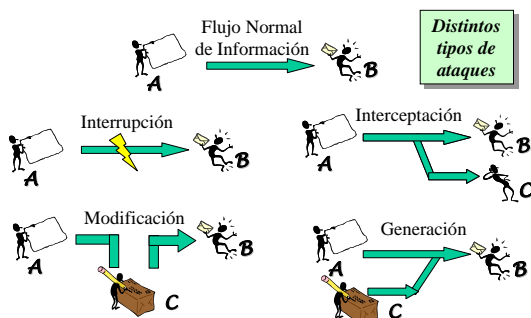 Flujo Normal
de Información
A
B
Distintos
tipos de
ataques
Interrupción
A
B
Interceptación
A
B
C
Modificación
A
B
C
Generación
A
B
C